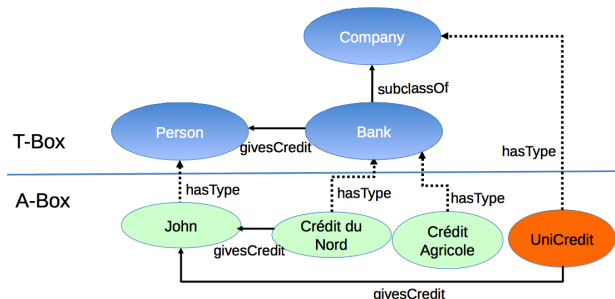 Company
subclassOf
Person
Bank
givesCredit
hasType
T-Box
hasType
hasType
hasType
A-Box
John
Crédit du
Nord
Crédit
Agricole
UniCredit
givesCredit
givesCredit